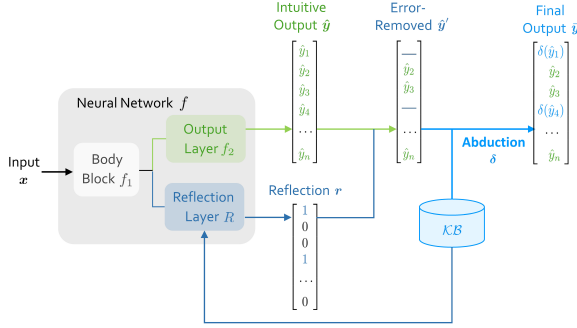 Intuitive
Output ŷ
Error-
Removed ŷ′
Final
Output ȳ
Neural Network f
Input
x
Body
Block f₁
Output
Layer f₂
Reflection
Layer R
ŷ₁
ŷ₂
ŷ₃
ŷ₄
...
ŷₙ
—
ŷ₂
ŷ₃
—
...
ŷₙ
δ(ŷ₁)
ŷ₂
ŷ₃
δ(ŷ₄)
...
ŷₙ
Abduction
δ
Reflection r
1
0
0
1
...
0
𝒦ℬ